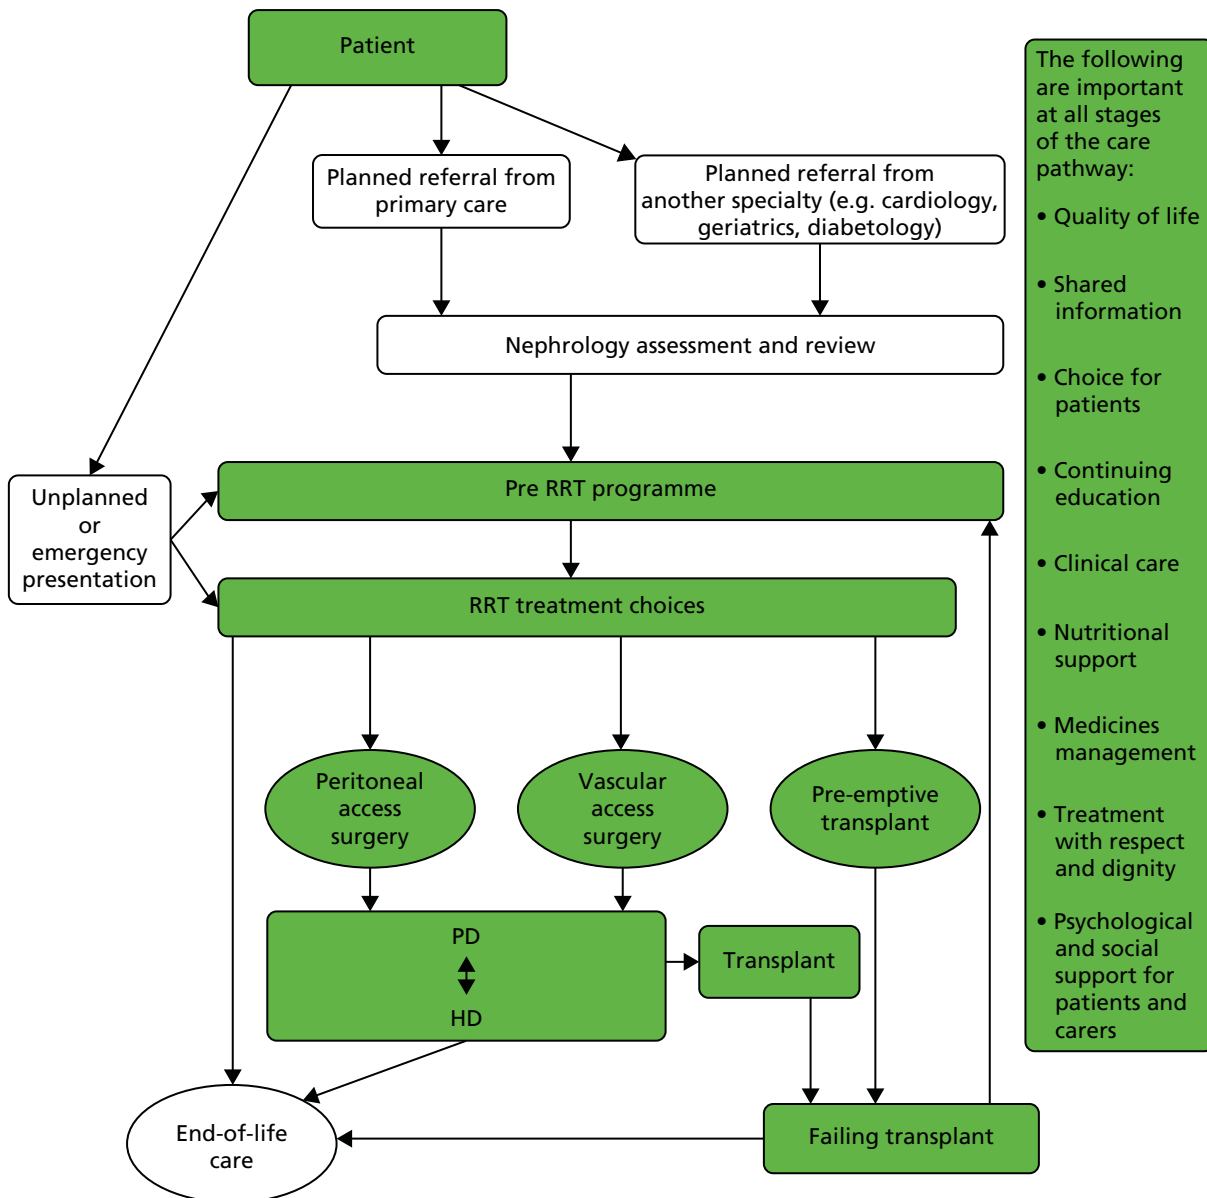 Patient
Planned referral from
primary care
Planned referral from
another specialty (e.g. cardiology,
geriatrics, diabetology)
Nephrology assessment and review
Unplanned
or
emergency
presentation
Pre RRT programme
RRT treatment choices
Peritoneal
access
surgery
Vascular
access
surgery
Pre-emptive
transplant
PD
HD
Transplant
End-of-life
care
Failing transplant
The following
are important
at all stages
of the care
pathway:
• Quality of life
• Shared
information
• Choice for
patients
• Continuing
education
• Clinical care
• Nutritional
support
• Medicines
management
• Treatment
with respect
and dignity
• Psychological
and social
support for
patients and
carers